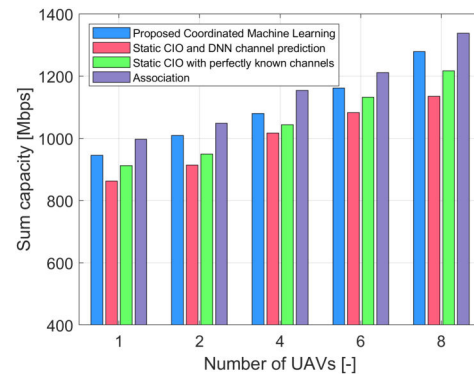 1400
1200
1000
800
600
400
Sum capacity [Mbps]
Proposed Coordinated Machine Learning
Static CIO and DNN channel prediction
Static CIO with perfectly known channels
Association
1 2 4 6 8
Number of UAVs [-]